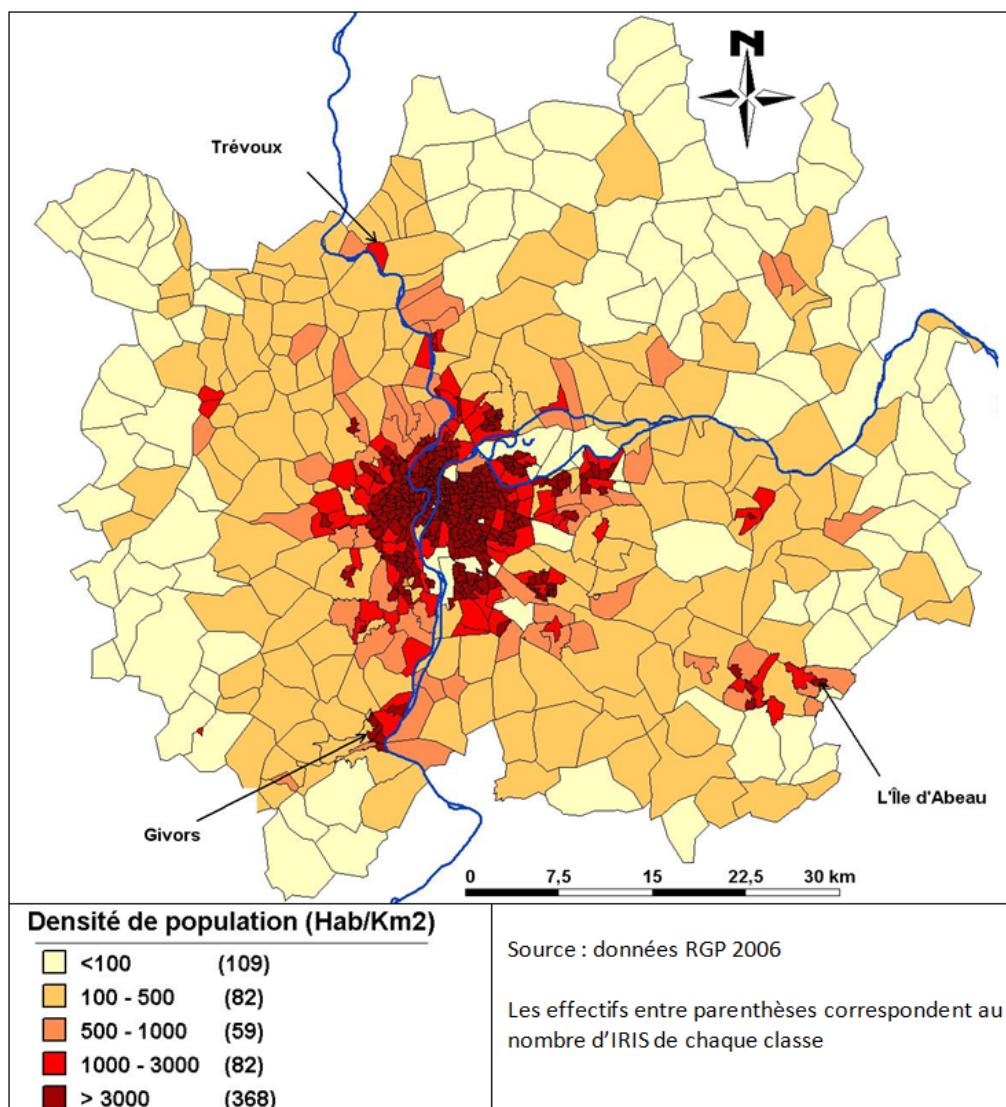 N
Trévoux
L'Île d'Abeau
Givors
0 7,5 15 22,5 30 km
Densité de population (Hab/Km2)
<100 (109)
100 - 500 (82)
500 - 1000 (59)
1000 - 3000 (82)
> 3000 (368)
Source : données RGP 2006
Les effectifs entre parenthèses correspondent au
nombre d'IRIS de chaque classe